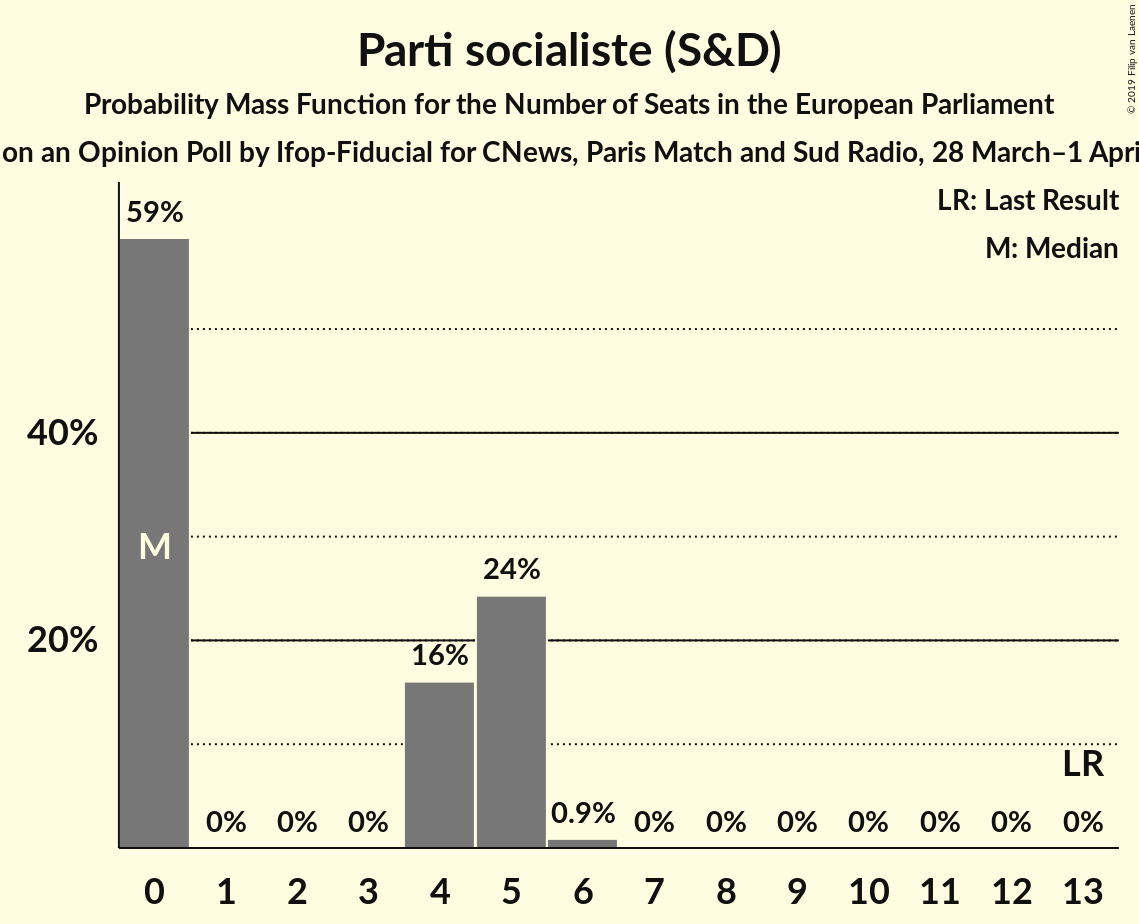 Parti socialiste (S&D)
Probability Mass Function for the Number of Seats in the European Parliament
on an Opinion Poll by Ifop-Fiducial for CNews, Paris Match and Sud Radio, 28 March–1 Apri
© 2019 Filip van Laenen
LR: Last Result
M: Median
59%
40%
M
24%
20%
16%
LR
0.9%
0% 0% 0% 0% 0% 0% 0% 0% 0% 0%
0 1 2 3 4 5 6 7 8 9 10 11 12 13